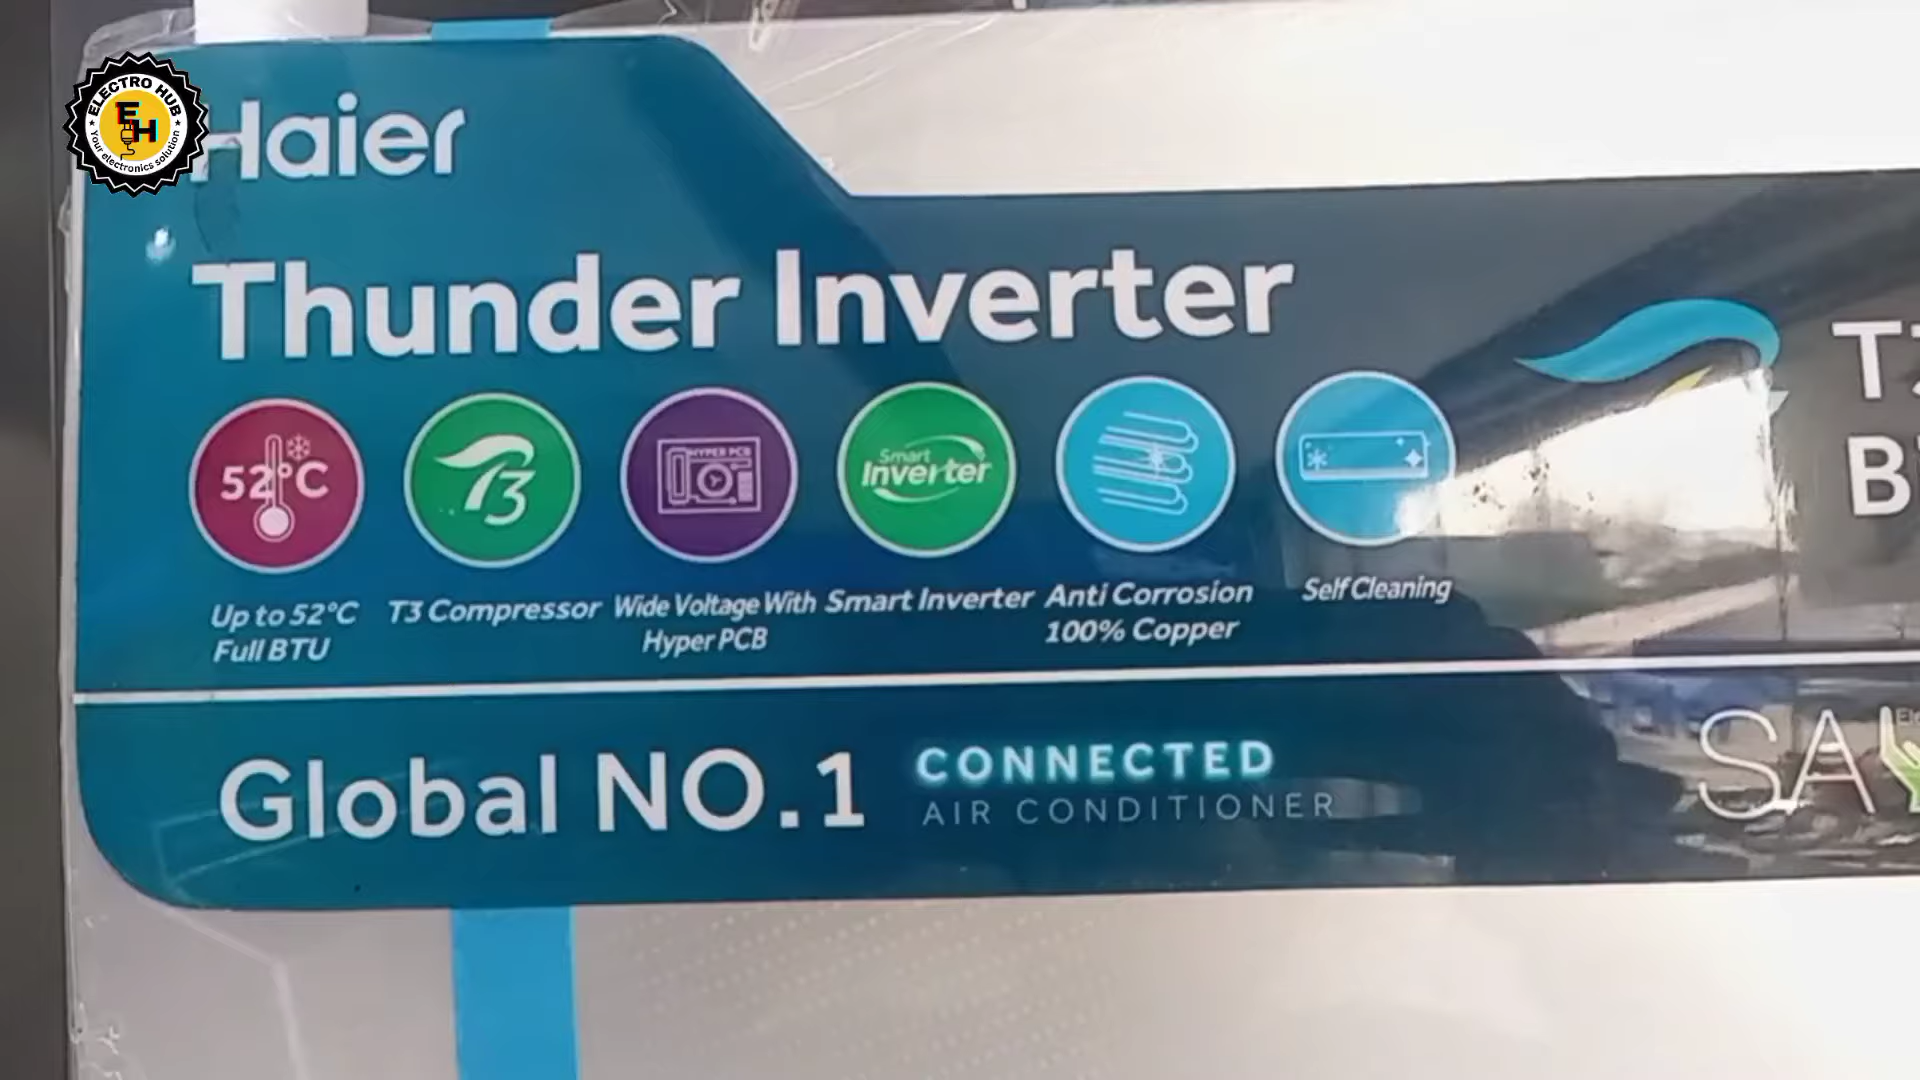 ELECTRO HUB
EH
Your electronics solution
Haier
Thunder Inverter
52°C
T3
HYPER PCB
Smart
Inverter
Up to 52°C
Full BTU
T3 Compressor
Wide Voltage With
Hyper PCB
Smart Inverter
Anti Corrosion
100% Copper
Self Cleaning
Global NO.1
CONNECTED
AIR CONDITIONER